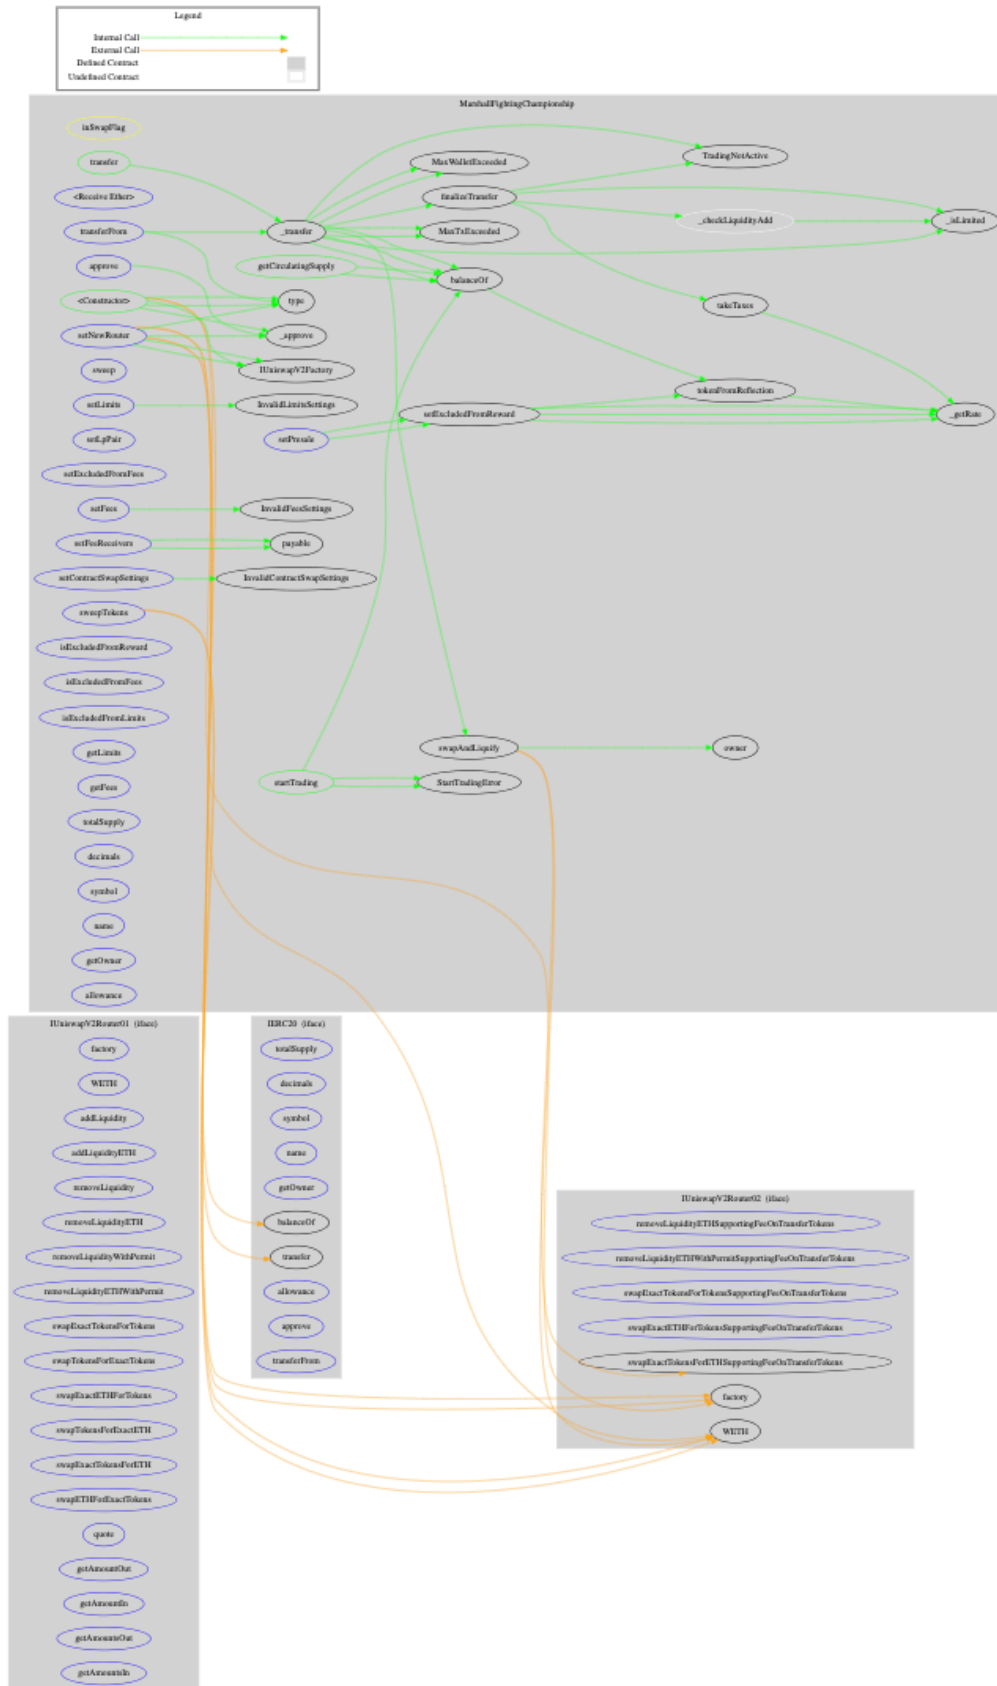 Legend
Internal Call
External Call
Defined Contract
Undefined Contract
MarshallFightingChampionship
inSwapFlag
transfer
<Receive Ether>
transferFrom
approve
<Constructor>
setNewRouter
sweep
setLimits
setLpPair
setExcludedFromFees
setFees
setFeeReceivers
setContractSwapSettings
sweepTokens
isExcludedFromReward
isExcludedFromFees
isExcludedFromLimits
getLimits
getFees
totalSupply
decimals
symbol
name
getOwner
allowance
_transfer
getCirculatingSupply
type
_approve
IUniswapV2Factory
InvalidLimitsSettings
setPresale
InvalidFeesSettings
payable
InvalidContractSwapSettings
startTrading
MaxWalletExceeded
finalizeTransfer
MaxTxExceeded
balanceOf
setExcludedFromReward
swapAndLiquify
StartTradingError
TradingNotActive
_checkLiquidityAdd
takeTaxes
tokenFromReflection
owner
_isLimited
_getRate
IUniswapV2Router01 (iface)
factory
WETH
addLiquidity
addLiquidityETH
removeLiquidity
removeLiquidityETH
removeLiquidityWithPermit
removeLiquidityETHWithPermit
swapExactTokensForTokens
swapTokensForExactTokens
swapExactETHForTokens
swapTokensForExactETH
swapExactTokensForETH
swapETHForExactTokens
quote
getAmountOut
getAmountIn
getAmountsOut
getAmountsIn
IERC20 (iface)
totalSupply
decimals
symbol
name
getOwner
balanceOf
transfer
allowance
approve
transferFrom
IUniswapV2Router02 (iface)
removeLiquidityETHSupportingFeeOnTransferTokens
removeLiquidityETHWithPermitSupportingFeeOnTransferTokens
swapExactTokensForTokensSupportingFeeOnTransferTokens
swapExactETHForTokensSupportingFeeOnTransferTokens
swapExactTokensForETHSupportingFeeOnTransferTokens
factory
WETH